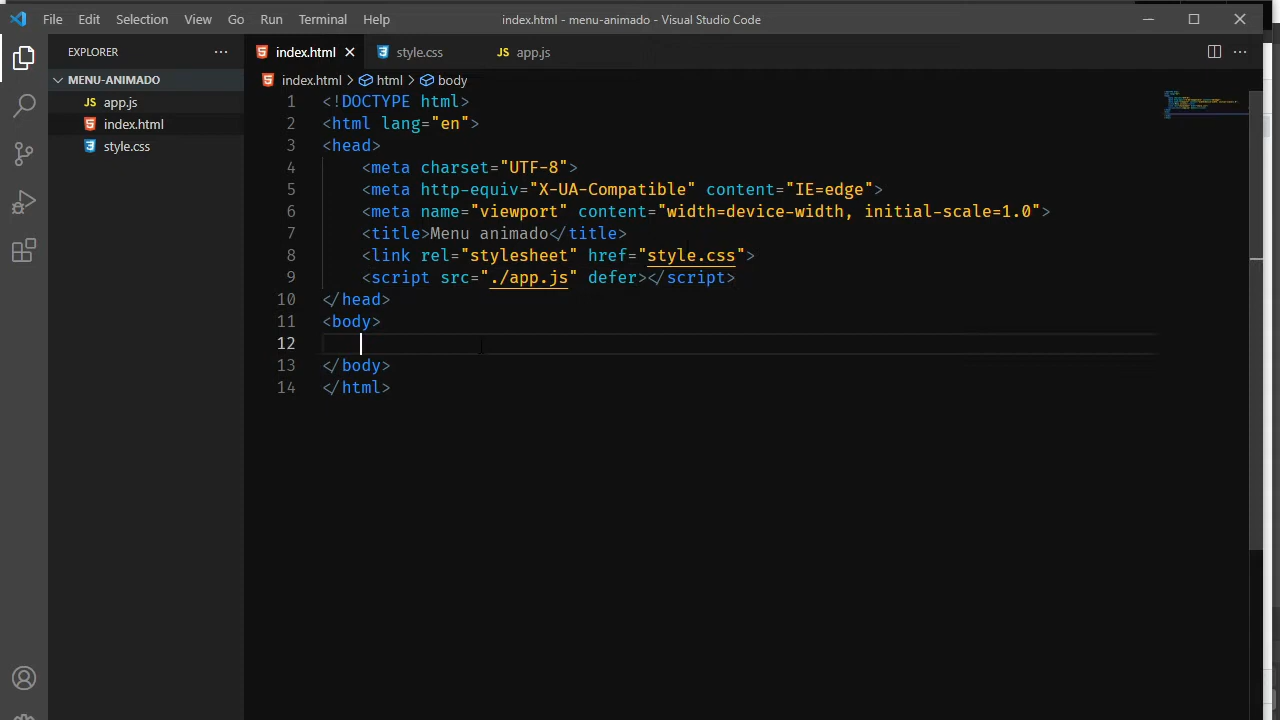 File Edit Selection View Go Run Terminal Help
index.html - menu-animado - Visual Studio Code
EXPLORER
MENU-ANIMADO
JS app.js
index.html
style.css
index.html style.css JS app.js
index.html > html > body
1 <!DOCTYPE html>
2 <html lang="en">
3 <head>
4 <meta charset="UTF-8">
5 <meta http-equiv="X-UA-Compatible" content="IE=edge">
6 <meta name="viewport" content="width=device-width, initial-scale=1.0">
7 <title>Menu animado</title>
8 <link rel="stylesheet" href="style.css">
9 <script src="./app.js" defer></script>
10 </head>
11 <body>
12
13 </body>
14 </html>